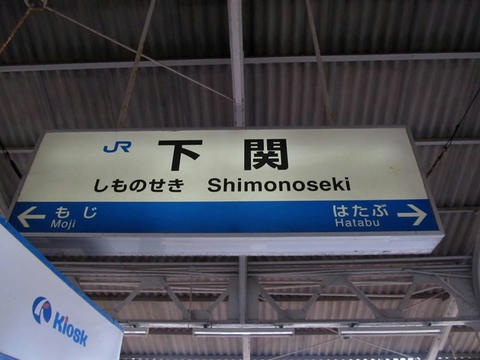 JR 下関
しものせき Shimonoseki
← もじ はたぶ →
Moji Hatabu
Kiosk